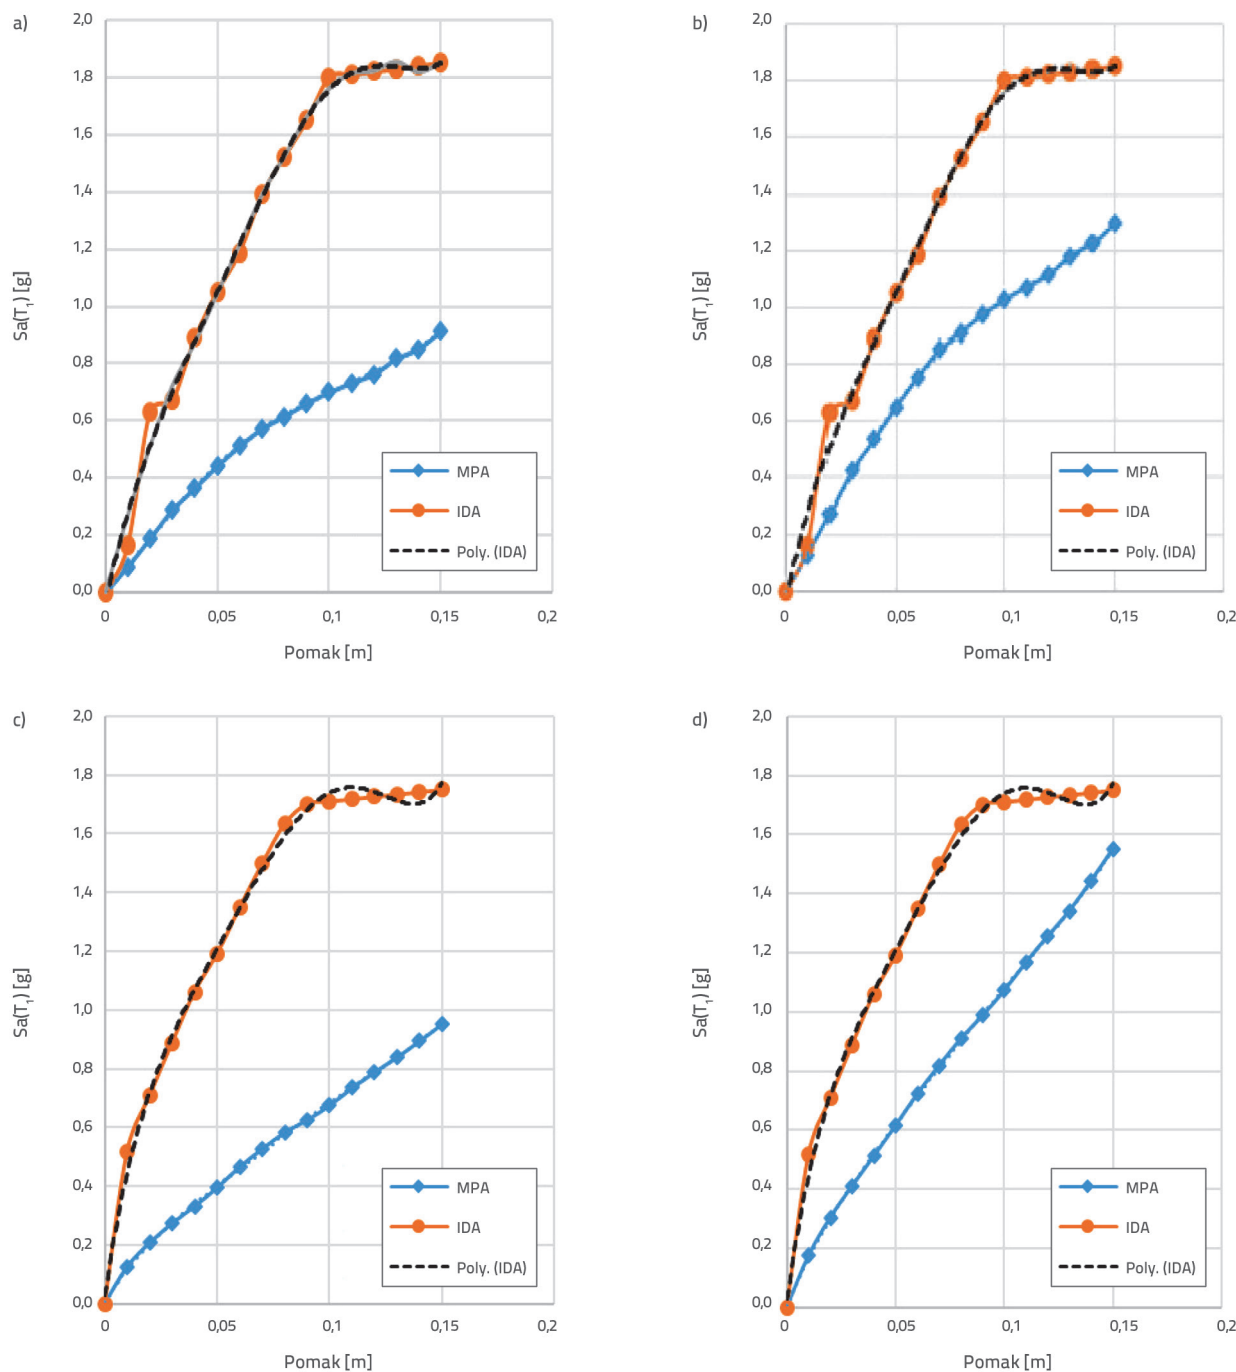 a)
2,0
1,8
1,6
1,4
1,2
1,0
0,8
0,6
0,4
0,2
0,0
Sa(T1) [g]
MPA
IDA
Poly. (IDA)
0 0,05 0,1 0,15 0,2
Pomak [m]
b)
2,0
1,8
1,6
1,4
1,2
1,0
0,8
0,6
0,4
0,2
0,0
Sa(T1) [g]
MPA
IDA
Poly. (IDA)
0 0,05 0,1 0,15 0,2
Pomak [m]
c)
2,0
1,8
1,6
1,4
1,2
1,0
0,8
0,6
0,4
0,2
0,0
Sa(T1) [g]
MPA
IDA
Poly. (IDA)
0 0,05 0,1 0,15 0,2
Pomak [m]
d)
2,0
1,8
1,6
1,4
1,2
1,0
0,8
0,6
0,4
0,2
0,0
Sa(T1) [g]
MPA
IDA
Poly. (IDA)
0 0,05 0,1 0,15 0,2
Pomak [m]